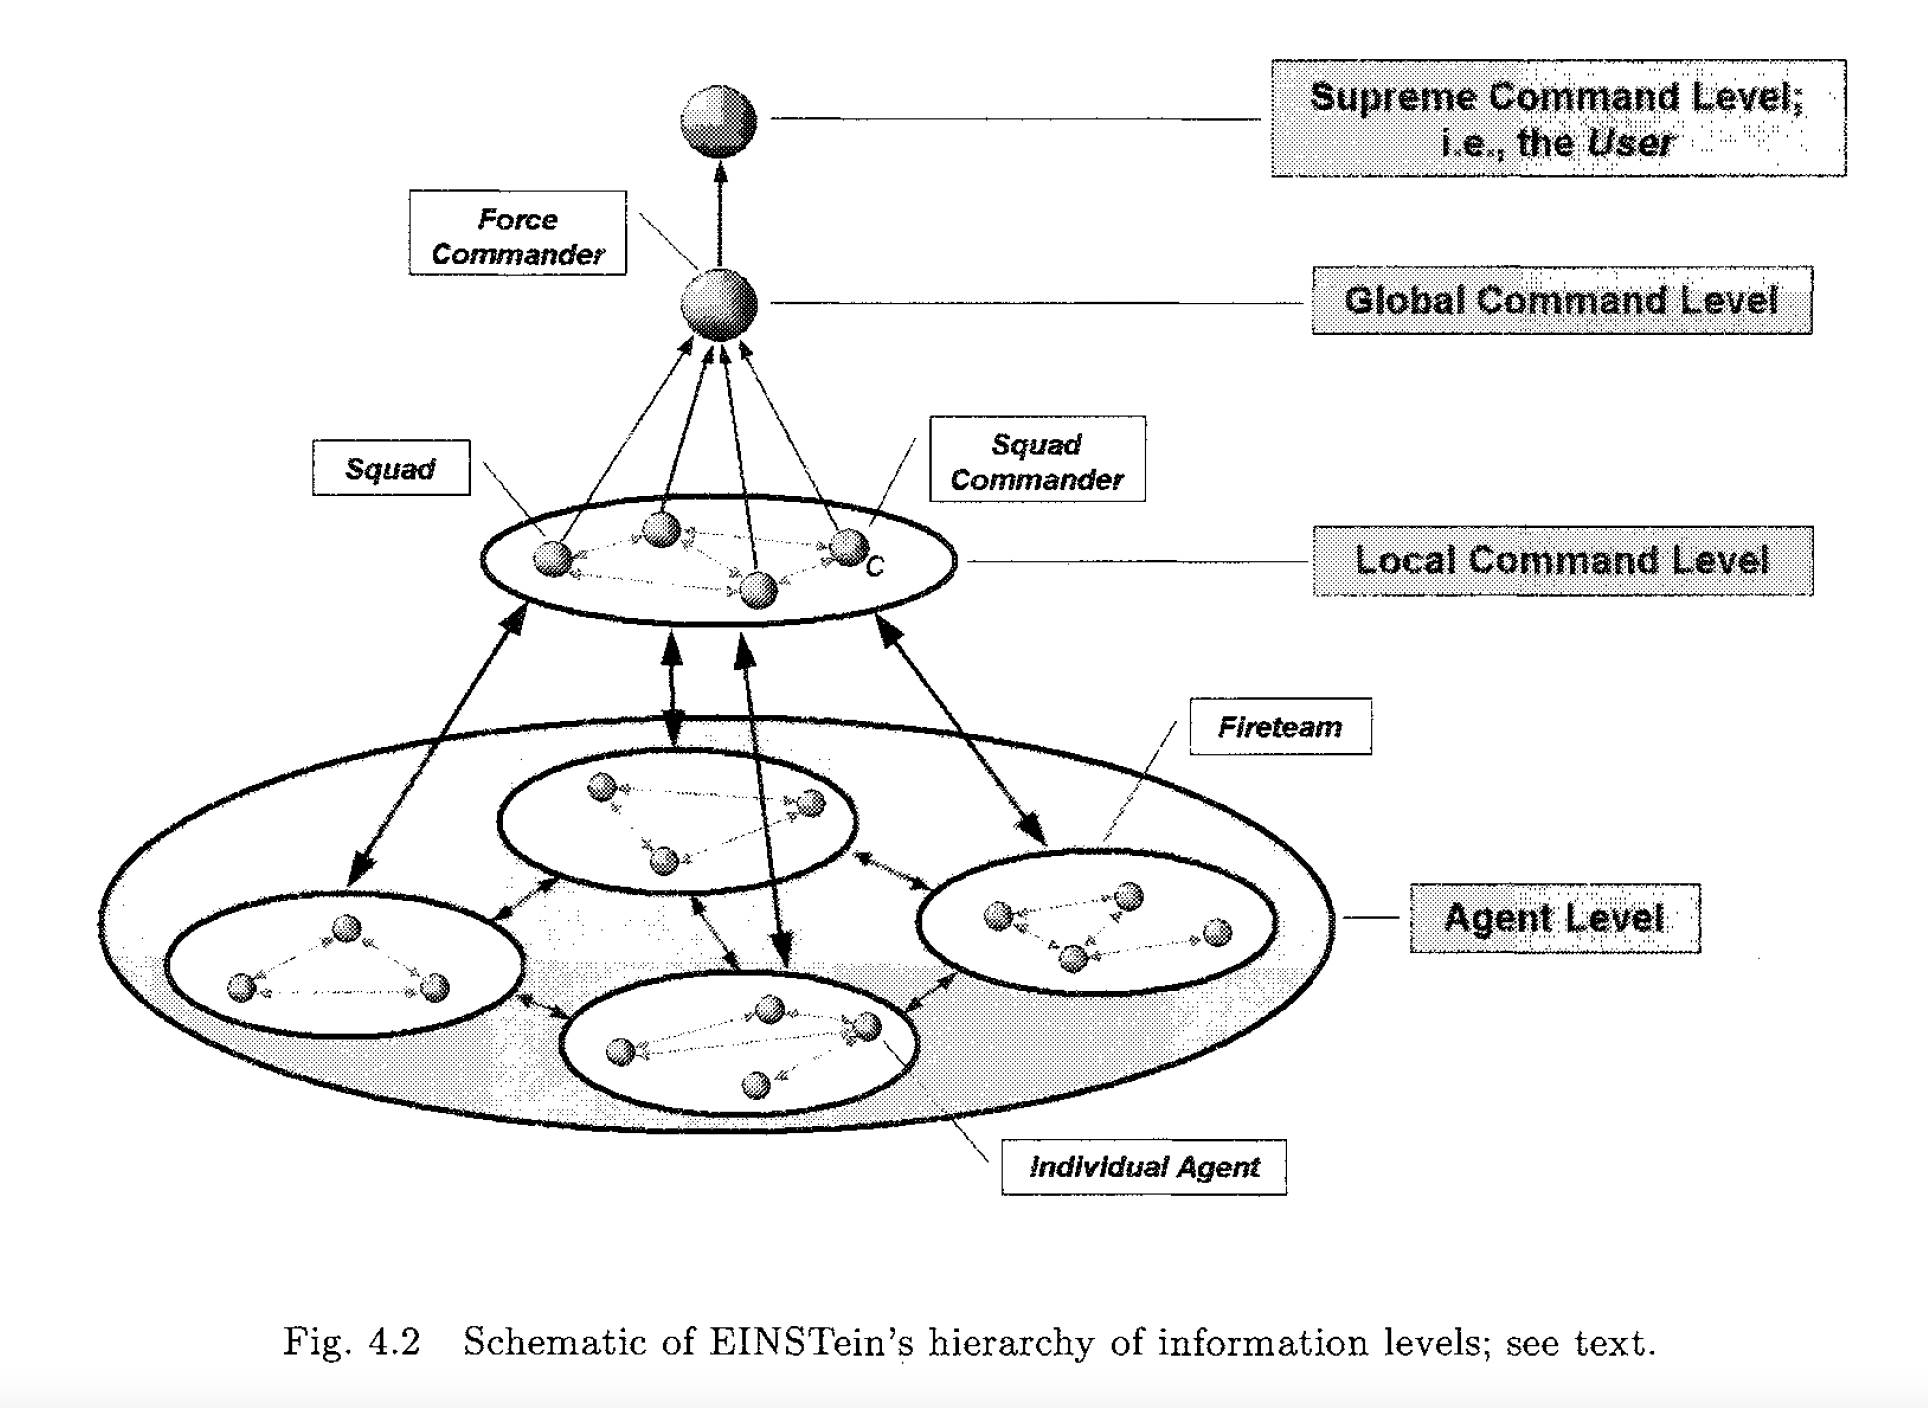 Supreme Command Level;
i.e., the User
Force
Commander
Global Command Level
Squad
Commander
Squad
C
Local Command Level
Fireteam
Agent Level
Individual Agent
Fig. 4.2 Schematic of EINSTein's hierarchy of information levels; see text.